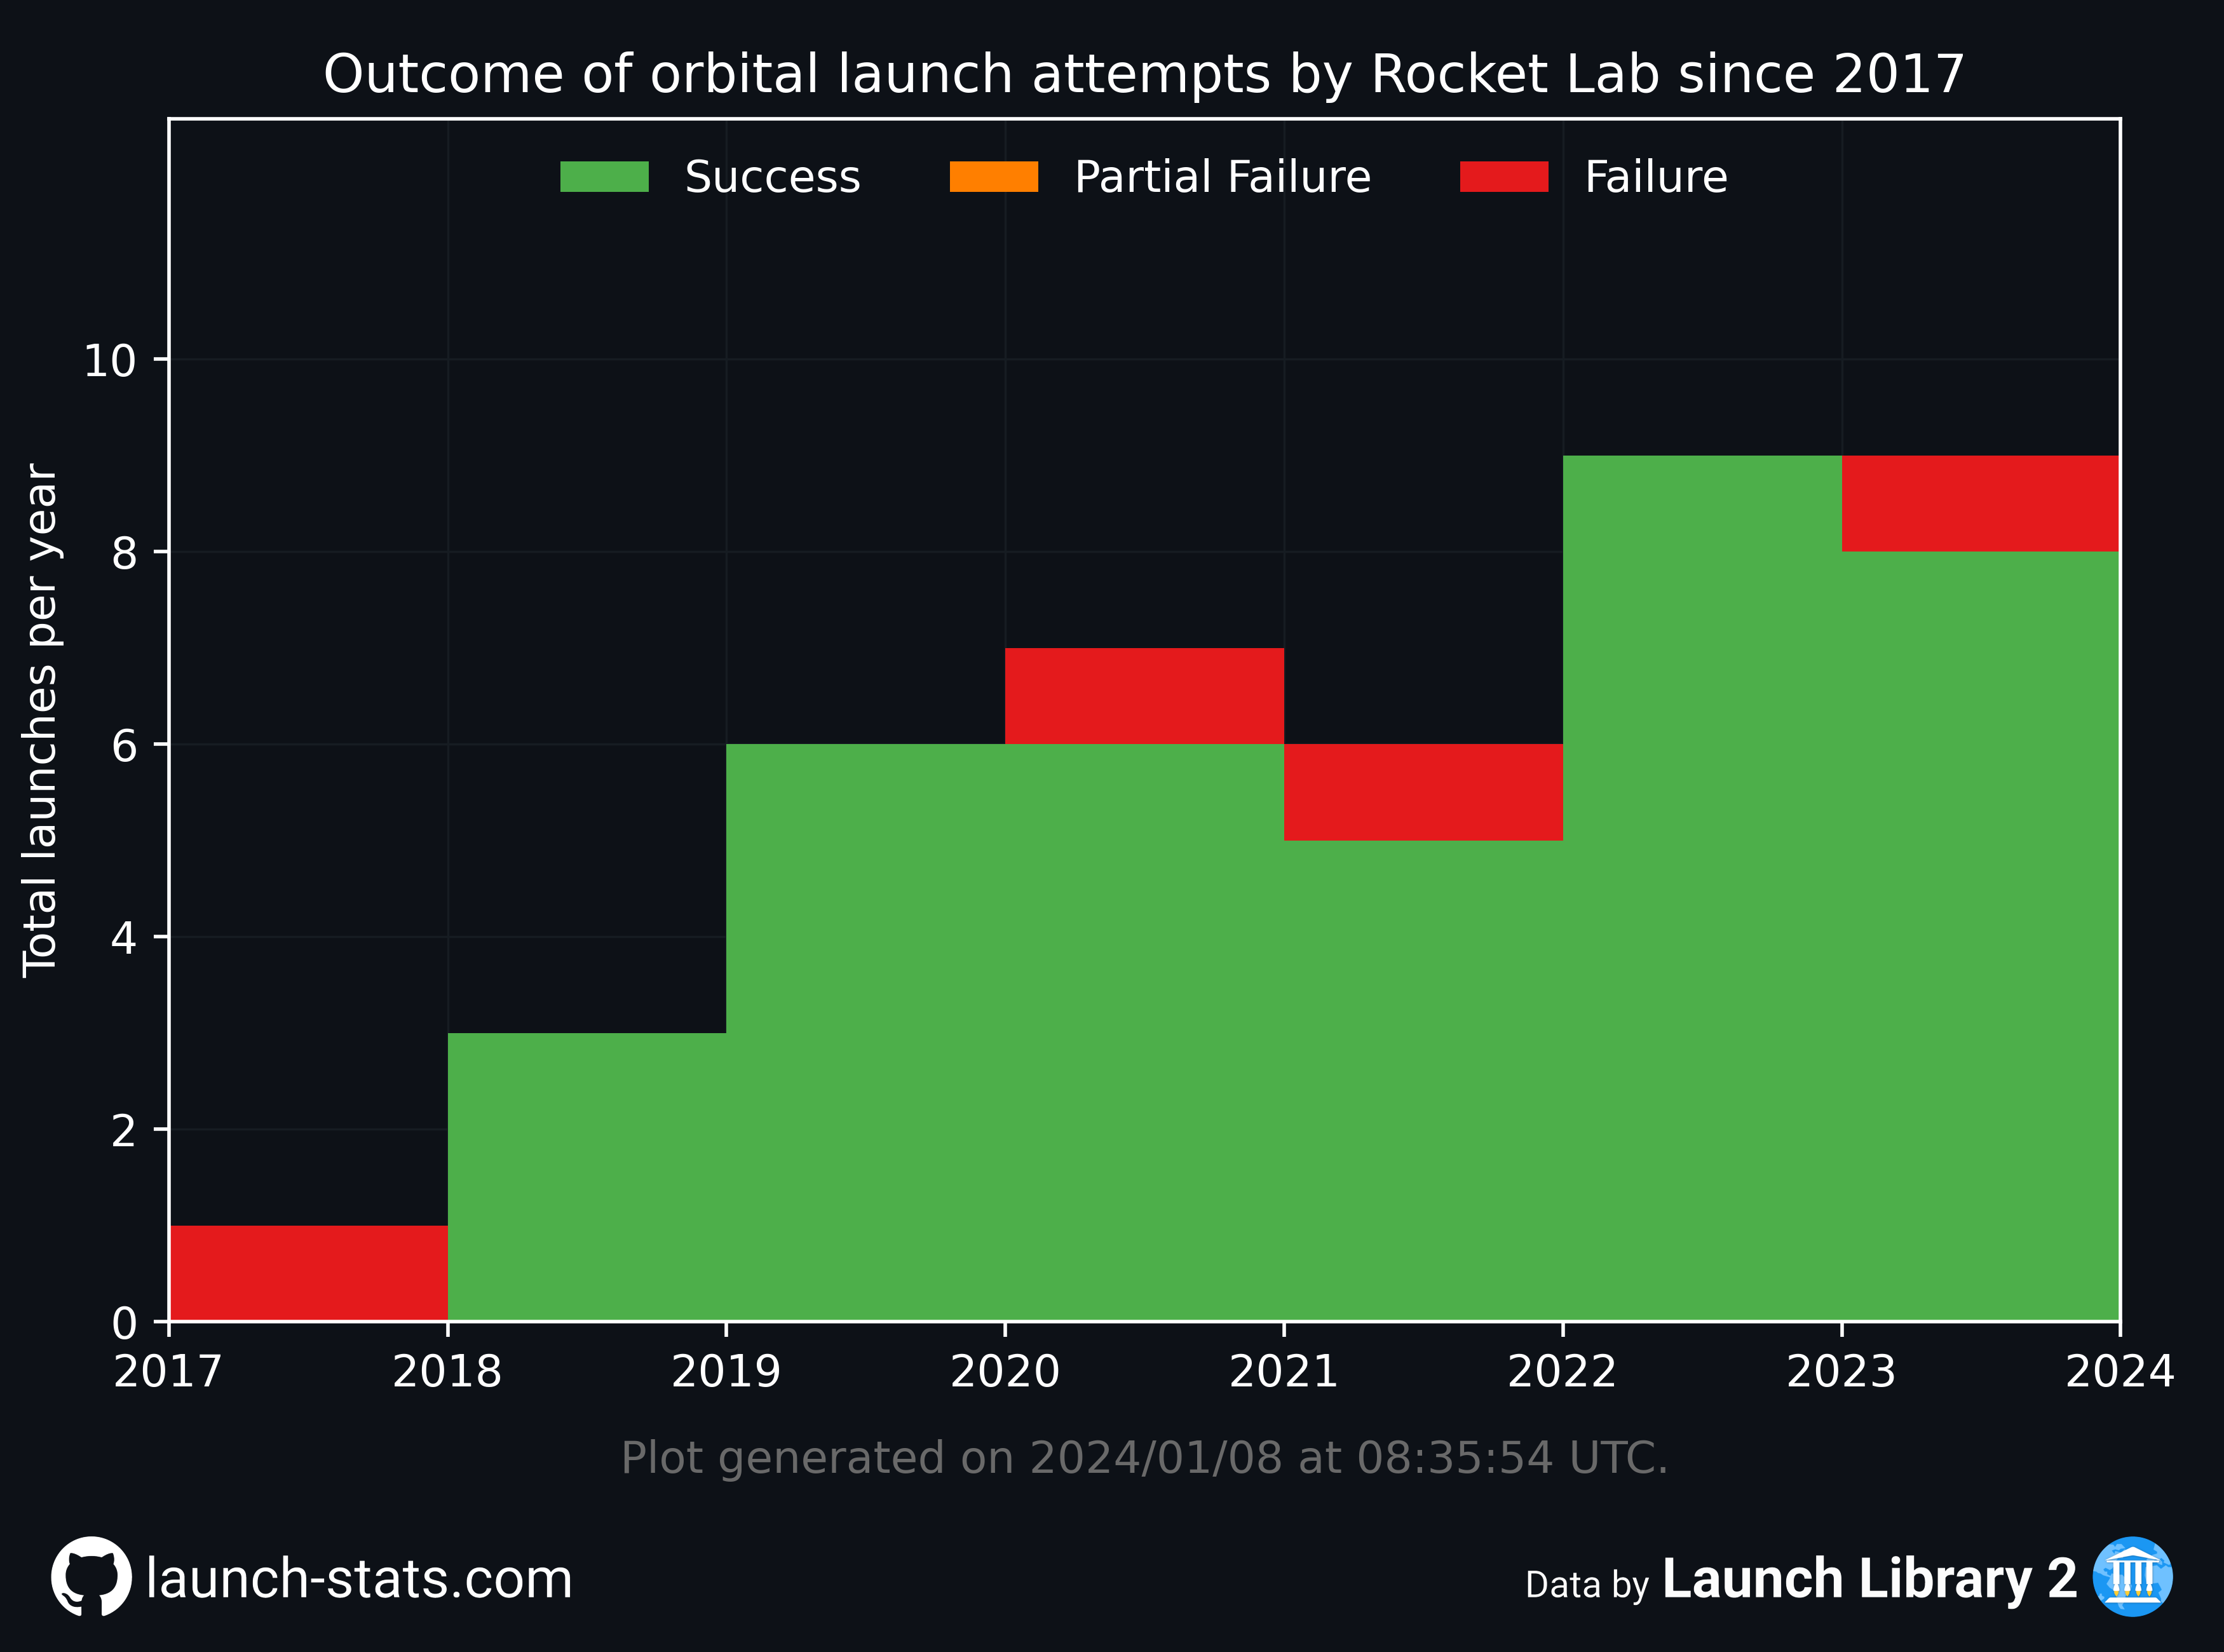 Outcome of orbital launch attempts by Rocket Lab since 2017
Success Partial Failure Failure
Total launches per year
10
8
6
4
2
0
2017 2018 2019 2020 2021 2022 2023 2024
Plot generated on 2024/01/08 at 08:35:54 UTC.
launch-stats.com
Data by Launch Library 2